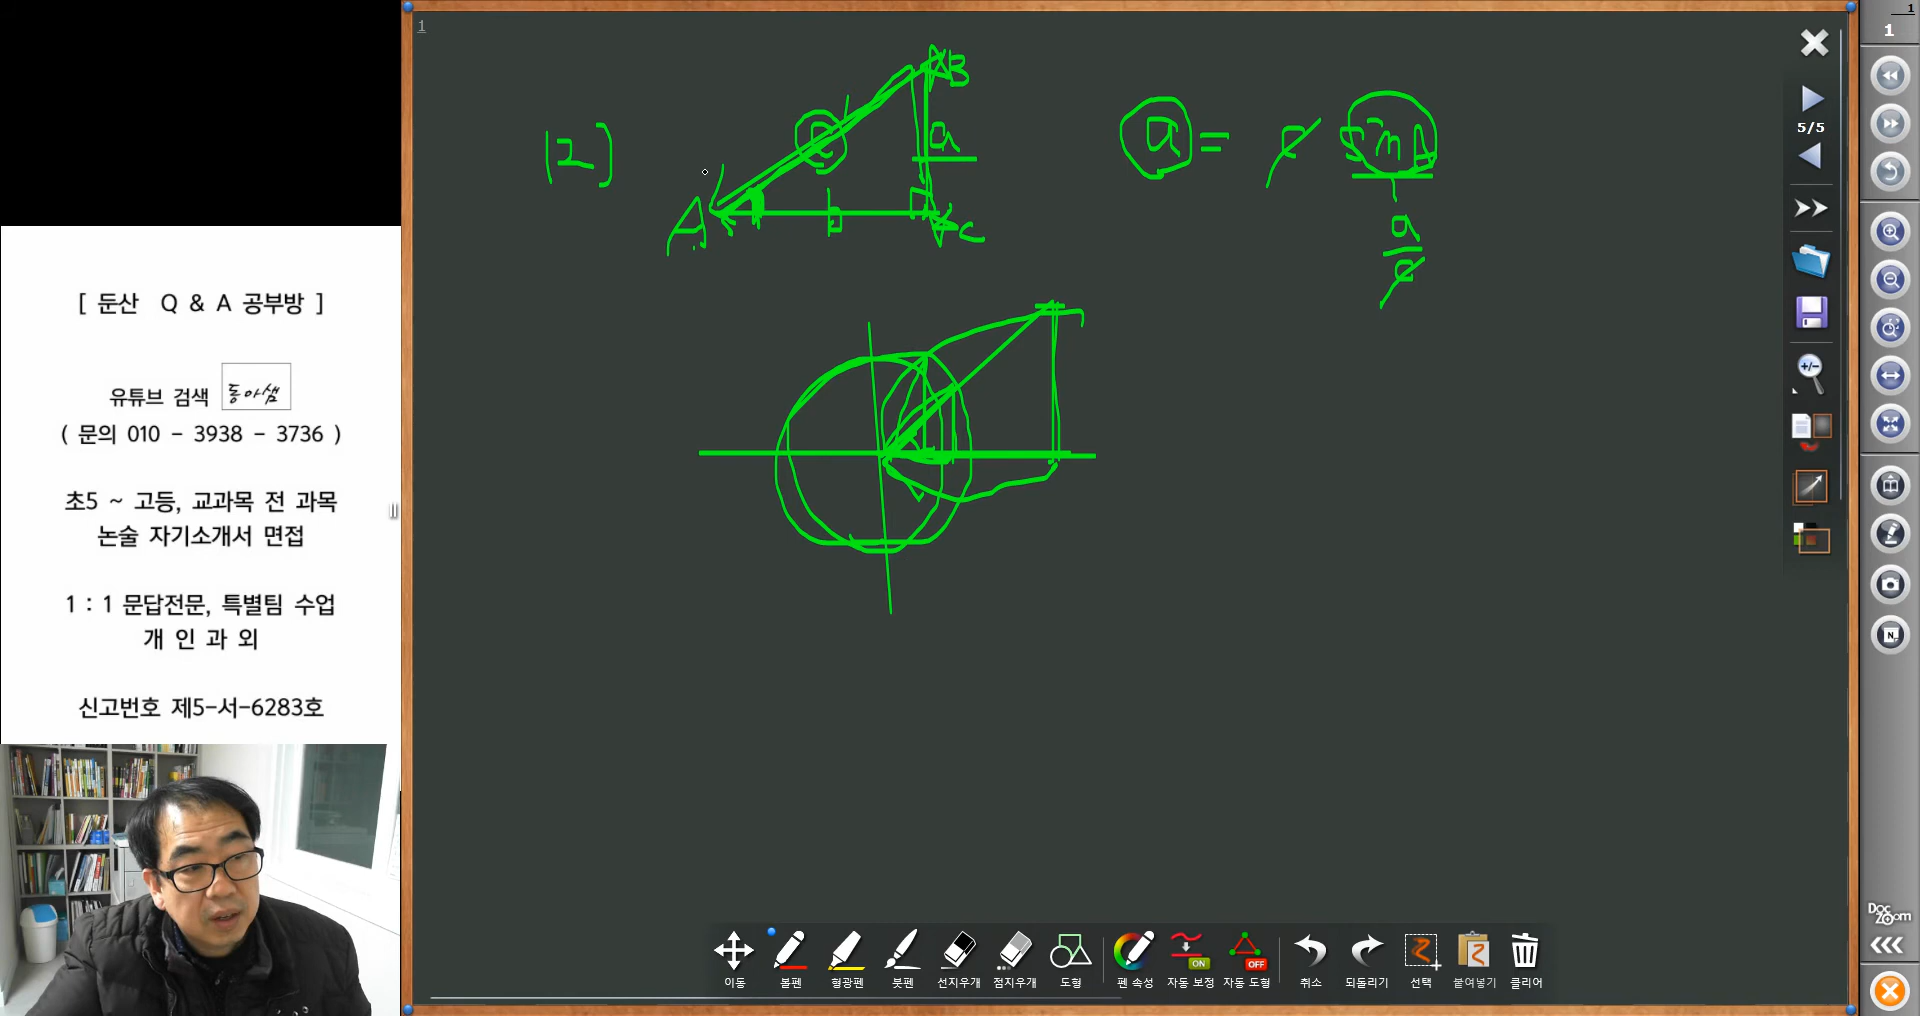 [ 둔산 Q & A 공부방 ]
유튜브 검색 동아샘
( 문의 010 - 3938 - 3736 )
초5 ~ 고등, 교과목 전 과목
논술 자기소개서 면접
1 : 1 문답전문, 특별팀 수업
개 인 과 외
신고번호 제5-서-6283호
1
12)
B
c
a
A
b
C
a = c sin A
a
c
5/5
+/-
1
1
N
Doc Zoom
ON
OFF
이동
볼펜
형광펜
붓펜
선지우개
점지우개
도형
펜 속성
자동 보정
자동 도형
취소
되돌리기
선택
붙여넣기
클리어